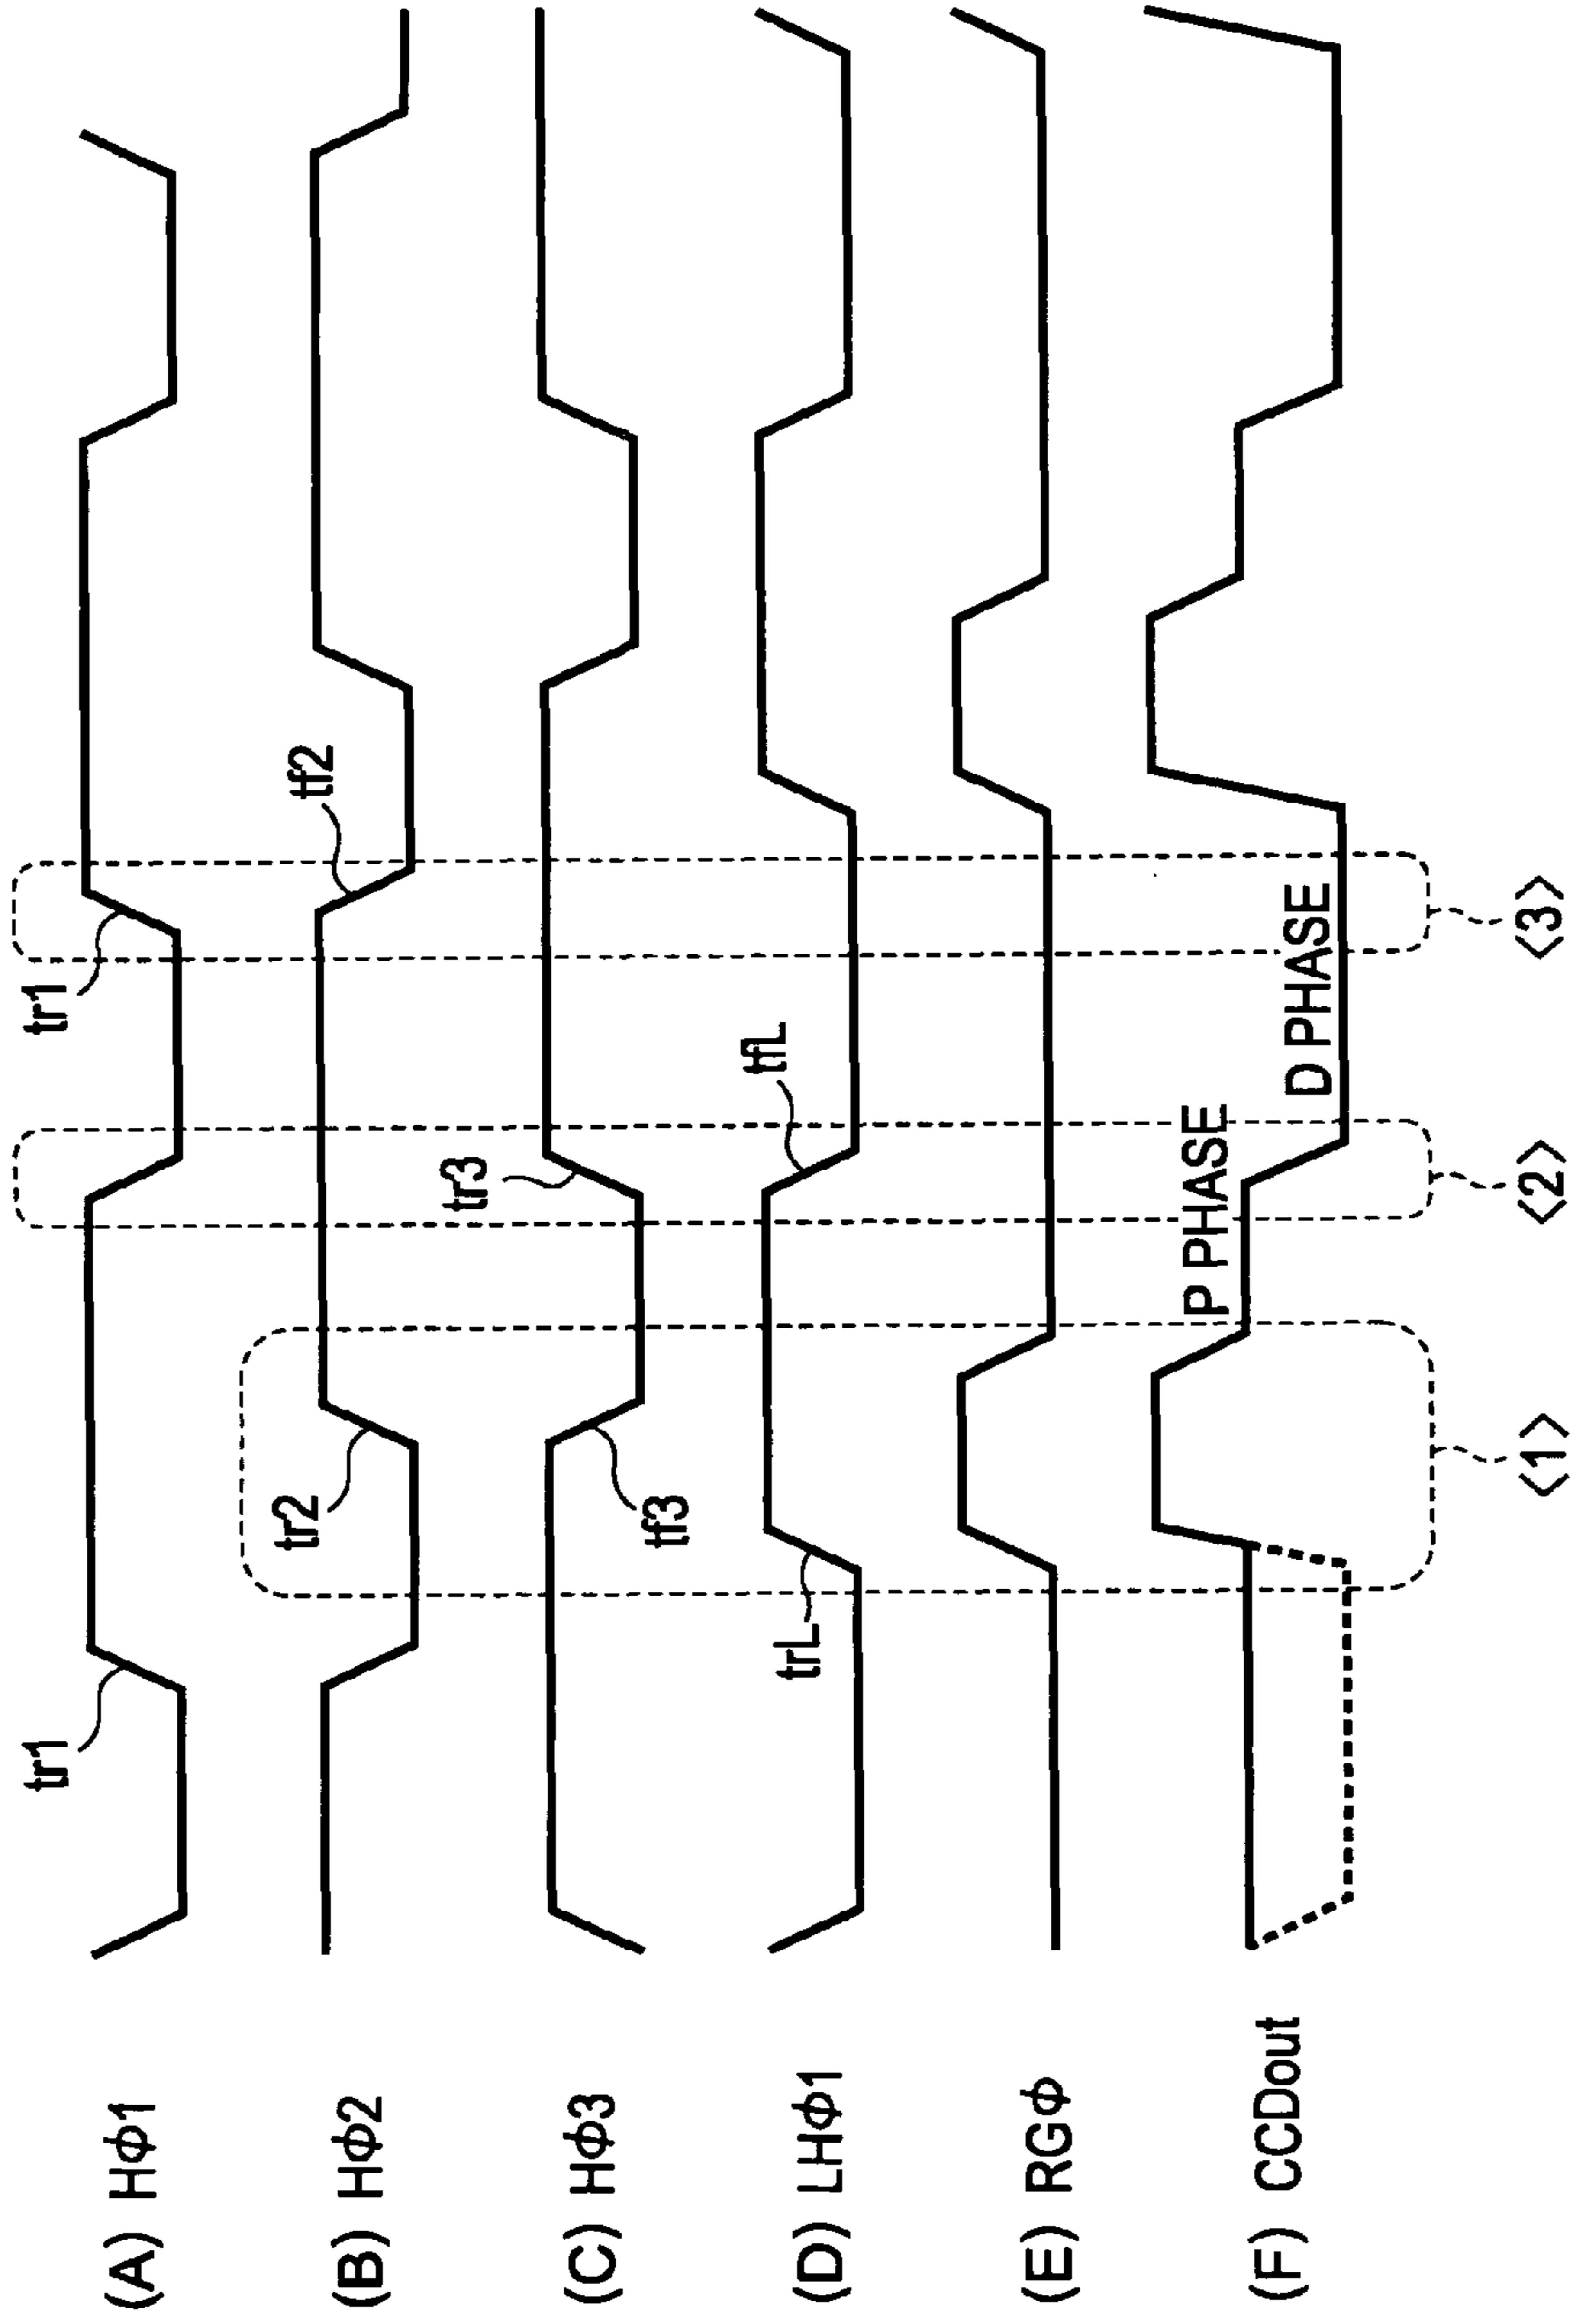 (A) HΦ1
tr1
tr1
(B) HΦ2
tr2
tf2
(C) HΦ3
tf3
tr3
(D) LHΦ1
trL
tfL
(E) RGΦ
(F) CCDout
P PHASE
D PHASE
<1>
<2>
<3>